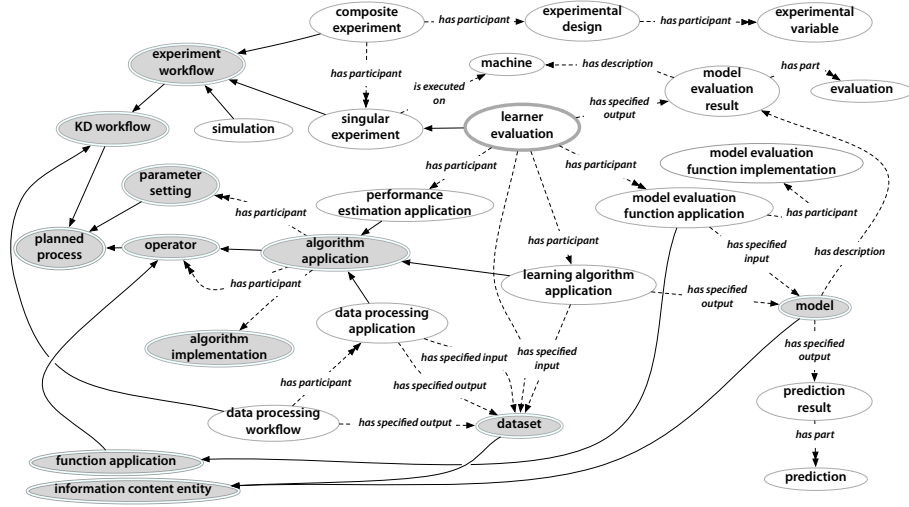 composite
experiment
has participant
experimental
design
has participant
experimental
variable
experiment
workflow
has participant
machine
has description
model
evaluation
result
has part
evaluation
is executed
on
KD workflow
simulation
singular
experiment
learner
evaluation
has specified
output
has participant
has participant
model evaluation
function implementation
parameter
setting
performance
estimation application
model evaluation
function application
has participant
has participant
planned
process
operator
algorithm
application
has participant
has specified
input
has description
has participant
learning algorithm
application
has specified
output
model
data processing
application
algorithm
implementation
has specified input
has specified
input
has specified
output
has participant
has specified output
prediction
result
data processing
workflow
has specified output
dataset
has part
function application
information content entity
prediction